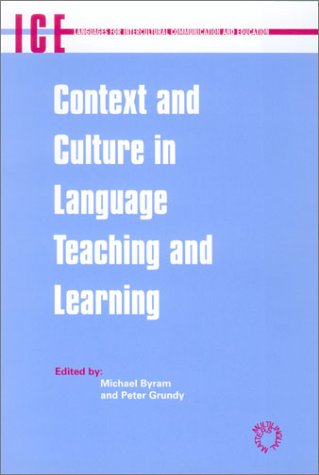 ICE LANGUAGES FOR INTERCULTURAL COMMUNICATION AND EDUCATION
Context and
Culture in
Language
Teaching and
Learning
Edited by:
Michael Byram
and Peter Grundy
MULTILINGUAL
MATTERS